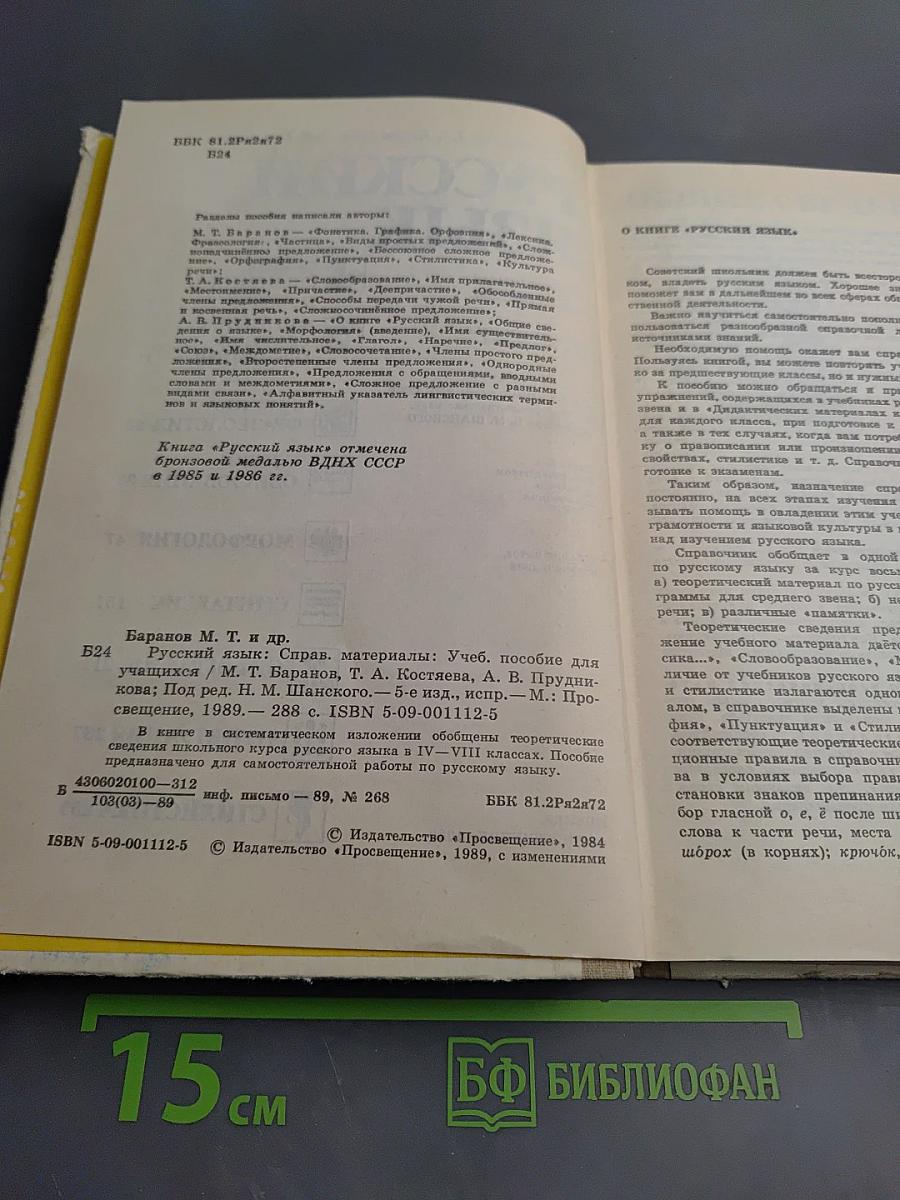 ББК 81.2Ря2я72
Б24
Разделы пособия написали авторы:
М. Т. Баранов — «Фонетика. Графика. Орфоэпия», «Лексика.
Фразеология», «Частица», «Виды простых предложений», «Слож-
ноподчинённое предложение», «Бессоюзное сложное предложе-
ние», «Орфография», «Пунктуация», «Стилистика», «Культура
речи»;
Т. А. Костяева — «Словообразование», «Имя прилагательное»,
«Местоимение», «Причастие», «Деепричастие», «Обособленные
члены предложения», «Способы передачи чужой речи», «Прямая
и косвенная речь», «Сложносочинённое предложение»;
А. В. Прудникова — «О книге «Русский язык», «Общие све-
дения о языке», «Морфология» (введение), «Имя существитель-
ное», «Имя числительное», «Глагол», «Наречие», «Предлог»,
«Союз», «Междометие», «Словосочетание», «Члены простого пред-
ложения», «Второстепенные члены предложения», «Однородные
члены предложения», «Предложения с обращениями, вводными
словами и междометиями», «Сложное предложение с разными
видами связи», «Алфавитный указатель лингвистических терми-
нов и языковых понятий».
Книга «Русский язык» отмечена
бронзовой медалью ВДНХ СССР
в 1985 и 1986 гг.
Баранов М. Т. и др.
Б24 Русский язык: Справ. материалы: Учеб. пособие для
учащихся / М. Т. Баранов, Т. А. Костяева, А. В. Прудни-
кова; Под ред. Н. М. Шанского.— 5-е изд., испр.— М.: Про-
свещение, 1989.— 288 с. ISBN 5-09-001112-5
В книге в систематическом изложении обобщены теоретические
сведения школьного курса русского языка в IV—VIII классах. Пособие
предназначено для самостоятельной работы по русскому языку.
Б 4306020100—312
103(03)—89 инф. письмо — 89, № 268
ББК 81.2Ря2я72
ISBN 5-09-001112-5
© Издательство «Просвещение», 1984
© Издательство «Просвещение», 1989, с изменениями
О КНИГЕ «РУССКИЙ ЯЗЫК»
Советский школьник должен быть всесторо
ком, владеть русским языком. Хорошее зн
поможет вам в дальнейшем во всех сферах об
ственной деятельности.
Важно научиться самостоятельно пополн
пользоваться разнообразной справочной л
источниками знаний.
Необходимую помощь окажет вам спра
Пользуясь книгой, вы можете повторить у
ко за предшествующие классы, но и нужны
К пособию можно обращаться и при
упражнений, содержащихся в учебниках р
звена и в «Дидактических материалах к
для каждого класса, при подготовке к
а также в тех случаях, когда вам потреб
ку о правописании или произношени
свойствах, стилистике и т. д. Справоч
готовке к экзаменам.
Таким образом, назначение спр
постоянно, на всех этапах изучения
зывать помощь в овладении этим уче
грамотности и языковой культуры в
над изучением русского языка.
Справочник обобщает в одной
по русскому языку за курс восьм
а) теоретический материал по русс
граммы для среднего звена; б) не
речи; в) различные «памятки».
Теоретические сведения пред
жение учебного материала даётс
сика...», «Словообразование», «М
личие от учебников русского яз
и стилистике излагаются одно
алом, в справочнике выделены
фия», «Пунктуация» и «Стили
соответствующие теоретические
ционные правила в справочни
ва в условиях выбора прави
становки знаков препинания
бор гласной о, е, ё после ши
слова к части речи, места
шо́рох (в корнях); крючо́к,
15 см
БФ БИБЛИОФАН